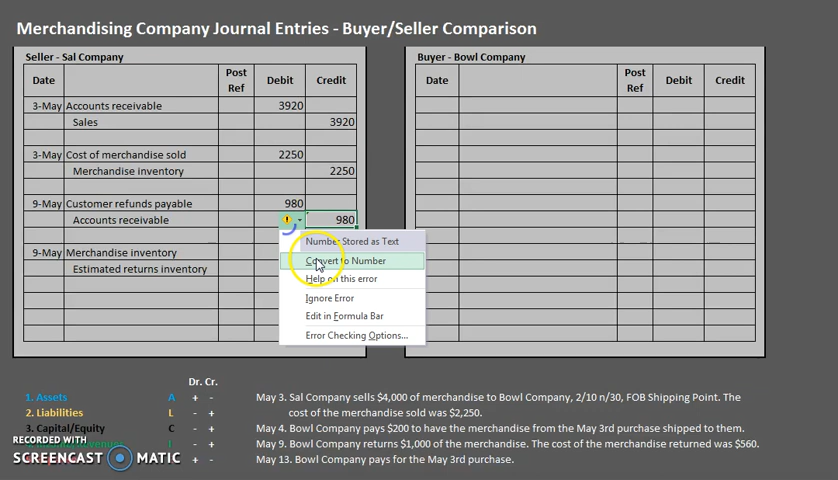 Merchandising Company Journal Entries - Buyer/Seller Comparison
Seller - Sal Company
Date Post Ref Debit Credit
3-May Accounts receivable 3920
Sales 3920
3-May Cost of merchandise sold 2250
Merchandise inventory 2250
9-May Customer refunds payable 980
Accounts receivable 980
9-May Merchandise inventory
Estimated returns inventory
Number Stored as Text
Convert to Number
Help on this error
Ignore Error
Edit in Formula Bar
Error Checking Options...
Buyer - Bowl Company
Date Post Ref Debit Credit
Dr. Cr.
1. Assets A + -
2. Liabilities L - +
3. Capital/Equity C - +
I - +
+ -
RECORDED WITH
SCREENCAST MATIC
May 3. Sal Company sells $4,000 of merchandise to Bowl Company, 2/10 n/30, FOB Shipping Point. The
cost of the merchandise sold was $2,250.
May 4. Bowl Company pays $200 to have the merchandise from the May 3rd purchase shipped to them.
May 9. Bowl Company returns $1,000 of the merchandise. The cost of the merchandise returned was $560.
May 13. Bowl Company pays for the May 3rd purchase.